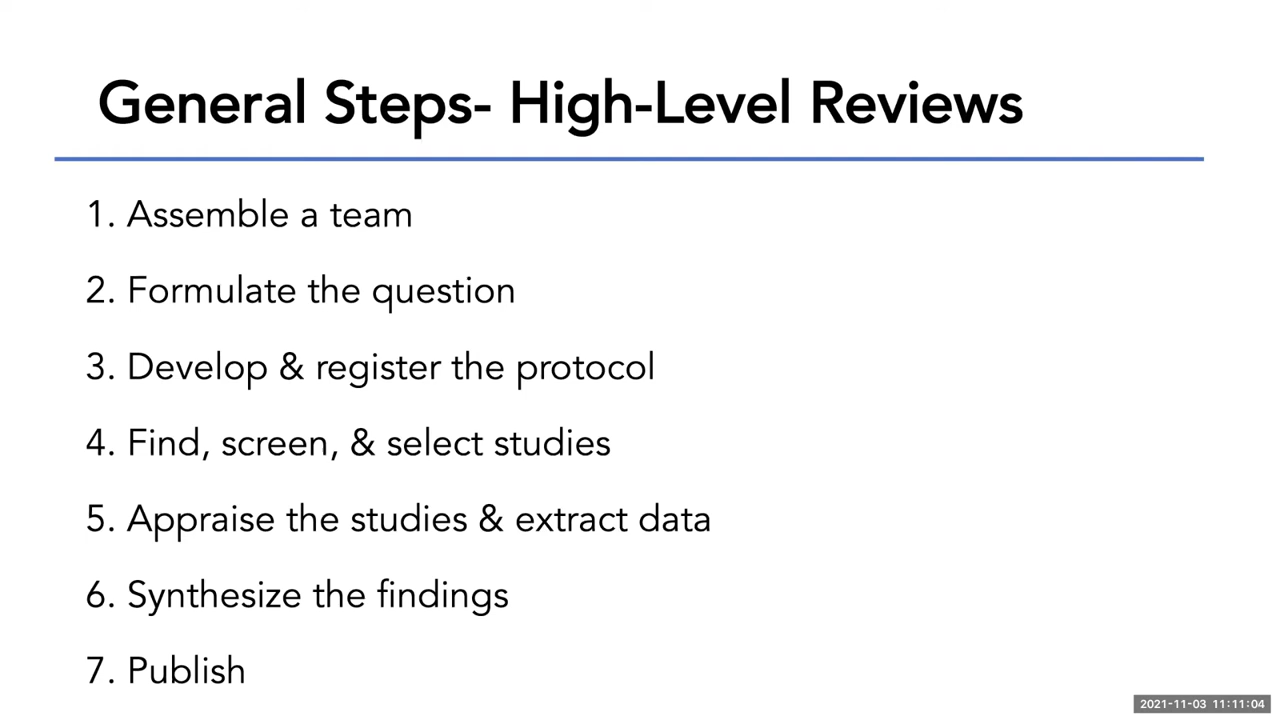 General Steps- High-Level Reviews
1. Assemble a team
2. Formulate the question
3. Develop & register the protocol
4. Find, screen, & select studies
5. Appraise the studies & extract data
6. Synthesize the findings
7. Publish
2021-11-03 11:11:04